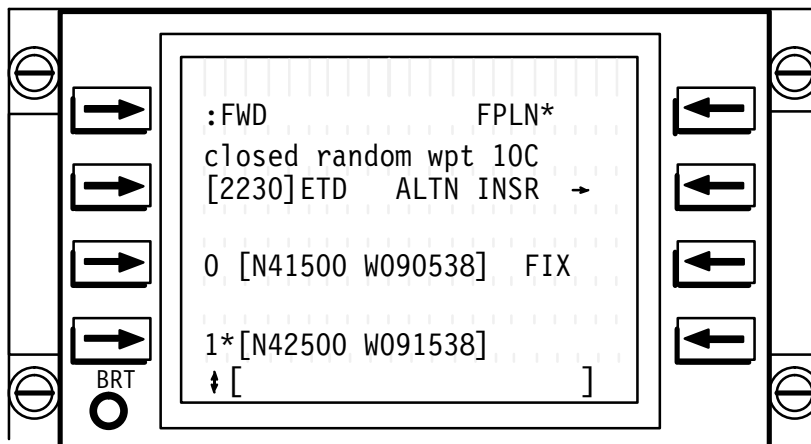 :FWD FPLN*
closed random wpt 10C
[2230]ETD ALTN INSR →
0 [N41500 W090538] FIX
1*[N42500 W091538]
⇕[ ]
BRT